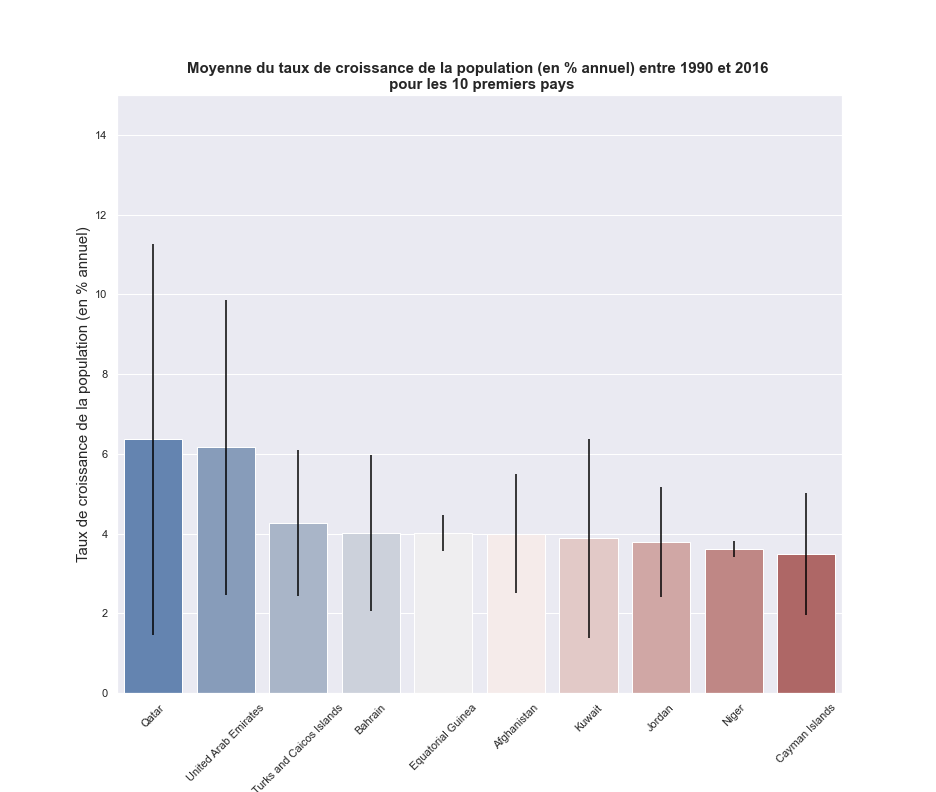 Moyenne du taux de croissance de la population (en % annuel) entre 1990 et 2016
pour les 10 premiers pays
Taux de croissance de la population (en % annuel)
14
12
10
8
6
4
2
0
Qatar
United Arab Emirates
Turks and Caicos Islands
Bahrain
Equatorial Guinea
Afghanistan
Kuwait
Jordan
Niger
Cayman Islands